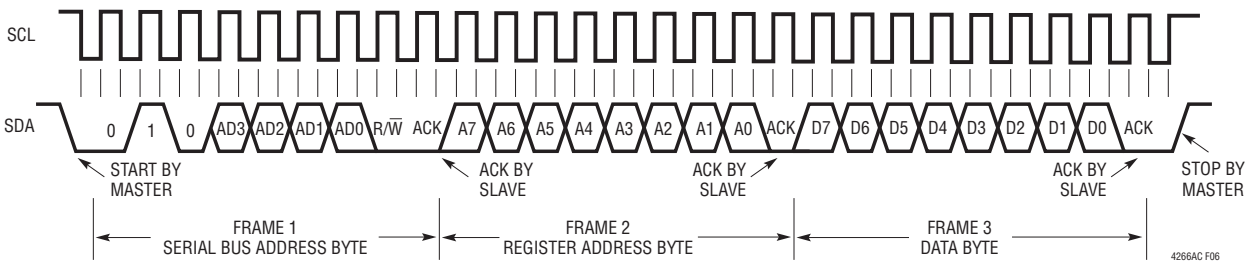 SCL
SDA
0 1 0 AD3 AD2 AD1 AD0 R/W̅ ACK A7 A6 A5 A4 A3 A2 A1 A0 ACK D7 D6 D5 D4 D3 D2 D1 D0 ACK
START BY
MASTER
ACK BY
SLAVE
ACK BY
SLAVE
ACK BY
SLAVE
STOP BY
MASTER
FRAME 1
SERIAL BUS ADDRESS BYTE
FRAME 2
REGISTER ADDRESS BYTE
FRAME 3
DATA BYTE
4266AC F06